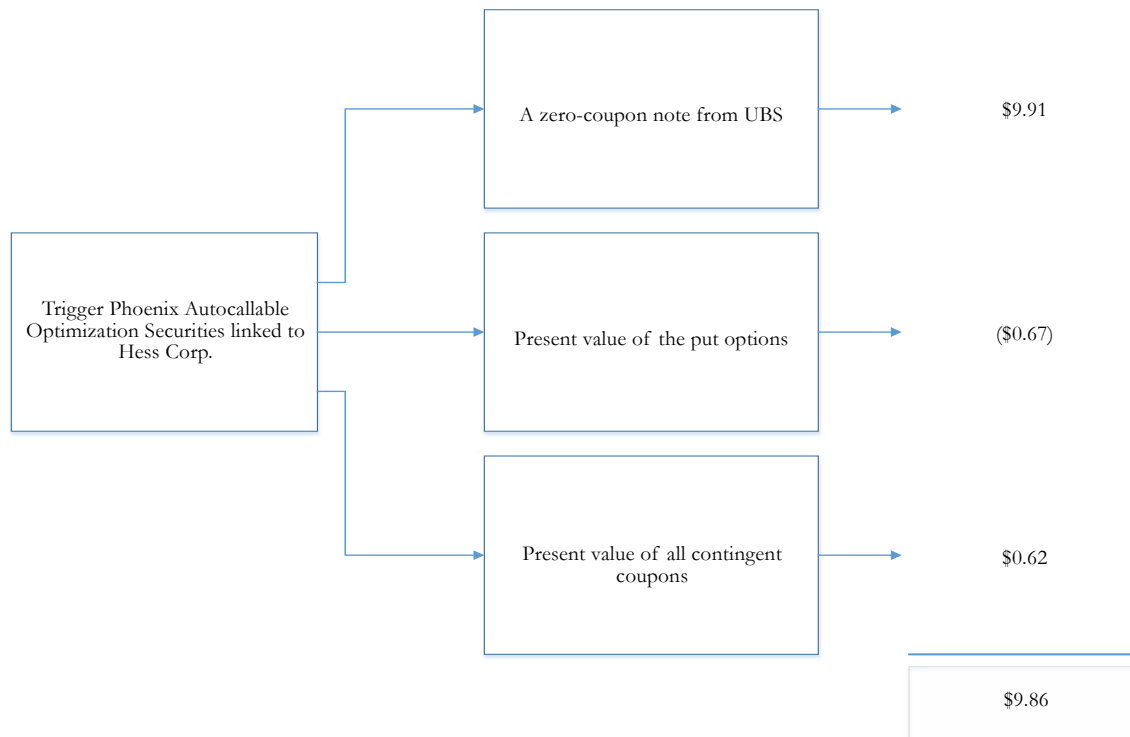 A zero-coupon note from UBS
$9.91
Trigger Phoenix Autocallable
Optimization Securities linked to
Hess Corp.
Present value of the put options
($0.67)
Present value of all contingent
coupons
$0.62
$9.86